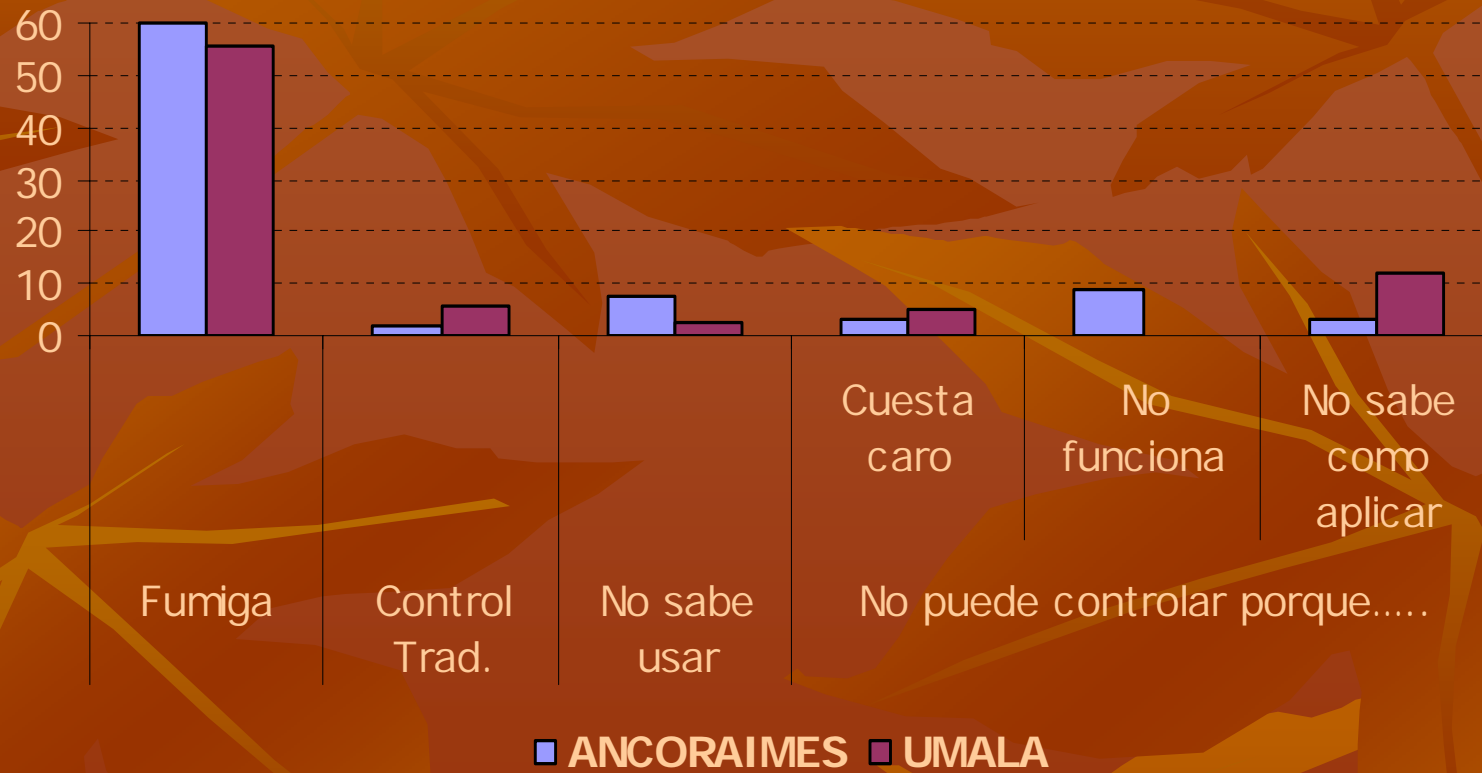 60
50
40
30
20
10
0
Cuesta
caro
No
funciona
No sabe
como
aplicar
Fumiga
Control
Trad.
No sabe
usar
No puede controlar porque.....
ANCORAIMES UMALA